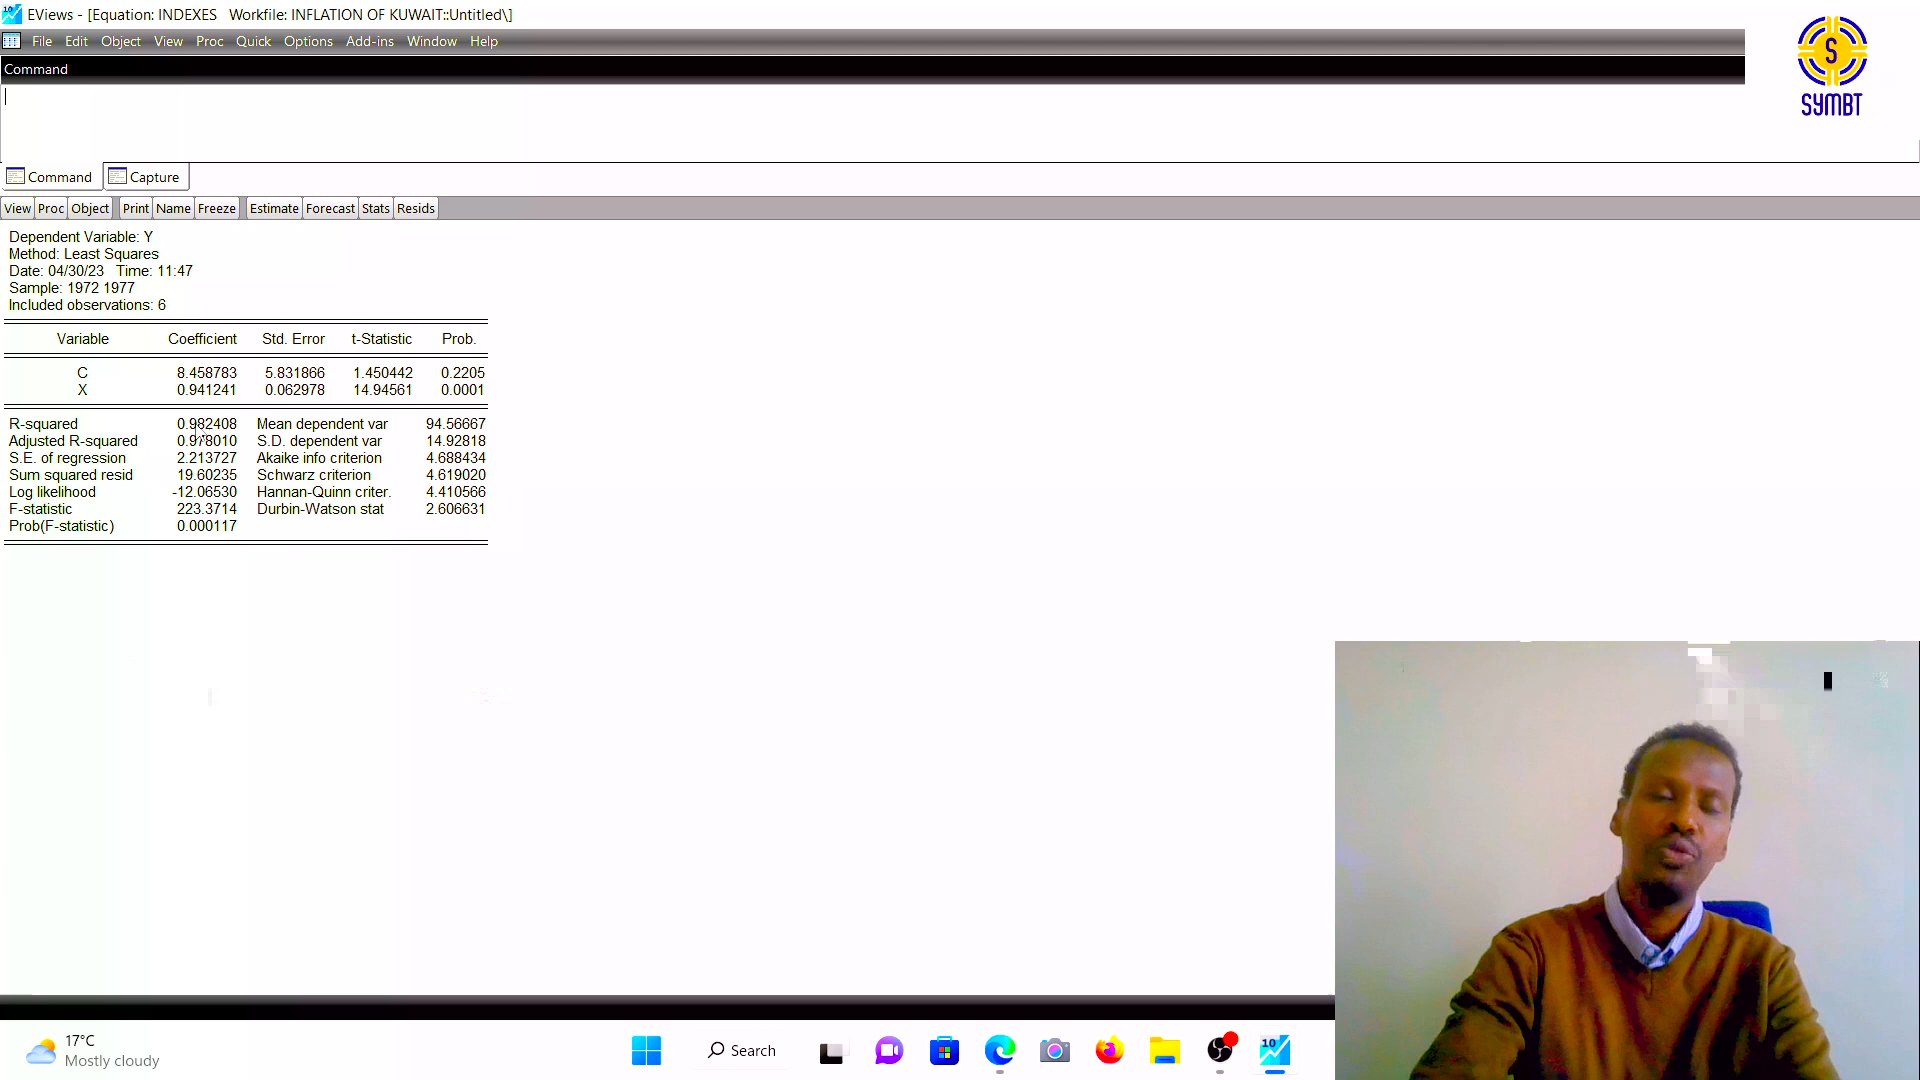 EViews - [Equation: INDEXES   Workfile: INFLATION OF KUWAIT::Untitled\]
File Edit Object View Proc Quick Options Add-ins Window Help
Command
S
SYMBT
Command Capture
View Proc Object Print Name Freeze Estimate Forecast Stats Resids
Dependent Variable: Y
Method: Least Squares
Date: 04/30/23   Time: 11:47
Sample: 1972 1977
Included observations: 6
Variable Coefficient Std. Error t-Statistic Prob.
C 8.458783 5.831866 1.450442 0.2205
X 0.941241 0.062978 14.94561 0.0001
R-squared 0.982408 Mean dependent var 94.56667
Adjusted R-squared 0.978010 S.D. dependent var 14.92818
S.E. of regression 2.213727 Akaike info criterion 4.688434
Sum squared resid 19.60235 Schwarz criterion 4.619020
Log likelihood -12.06530 Hannan-Quinn criter. 4.410566
F-statistic 223.3714 Durbin-Watson stat 2.606631
Prob(F-statistic) 0.000117
17°C
Mostly cloudy
Search
10